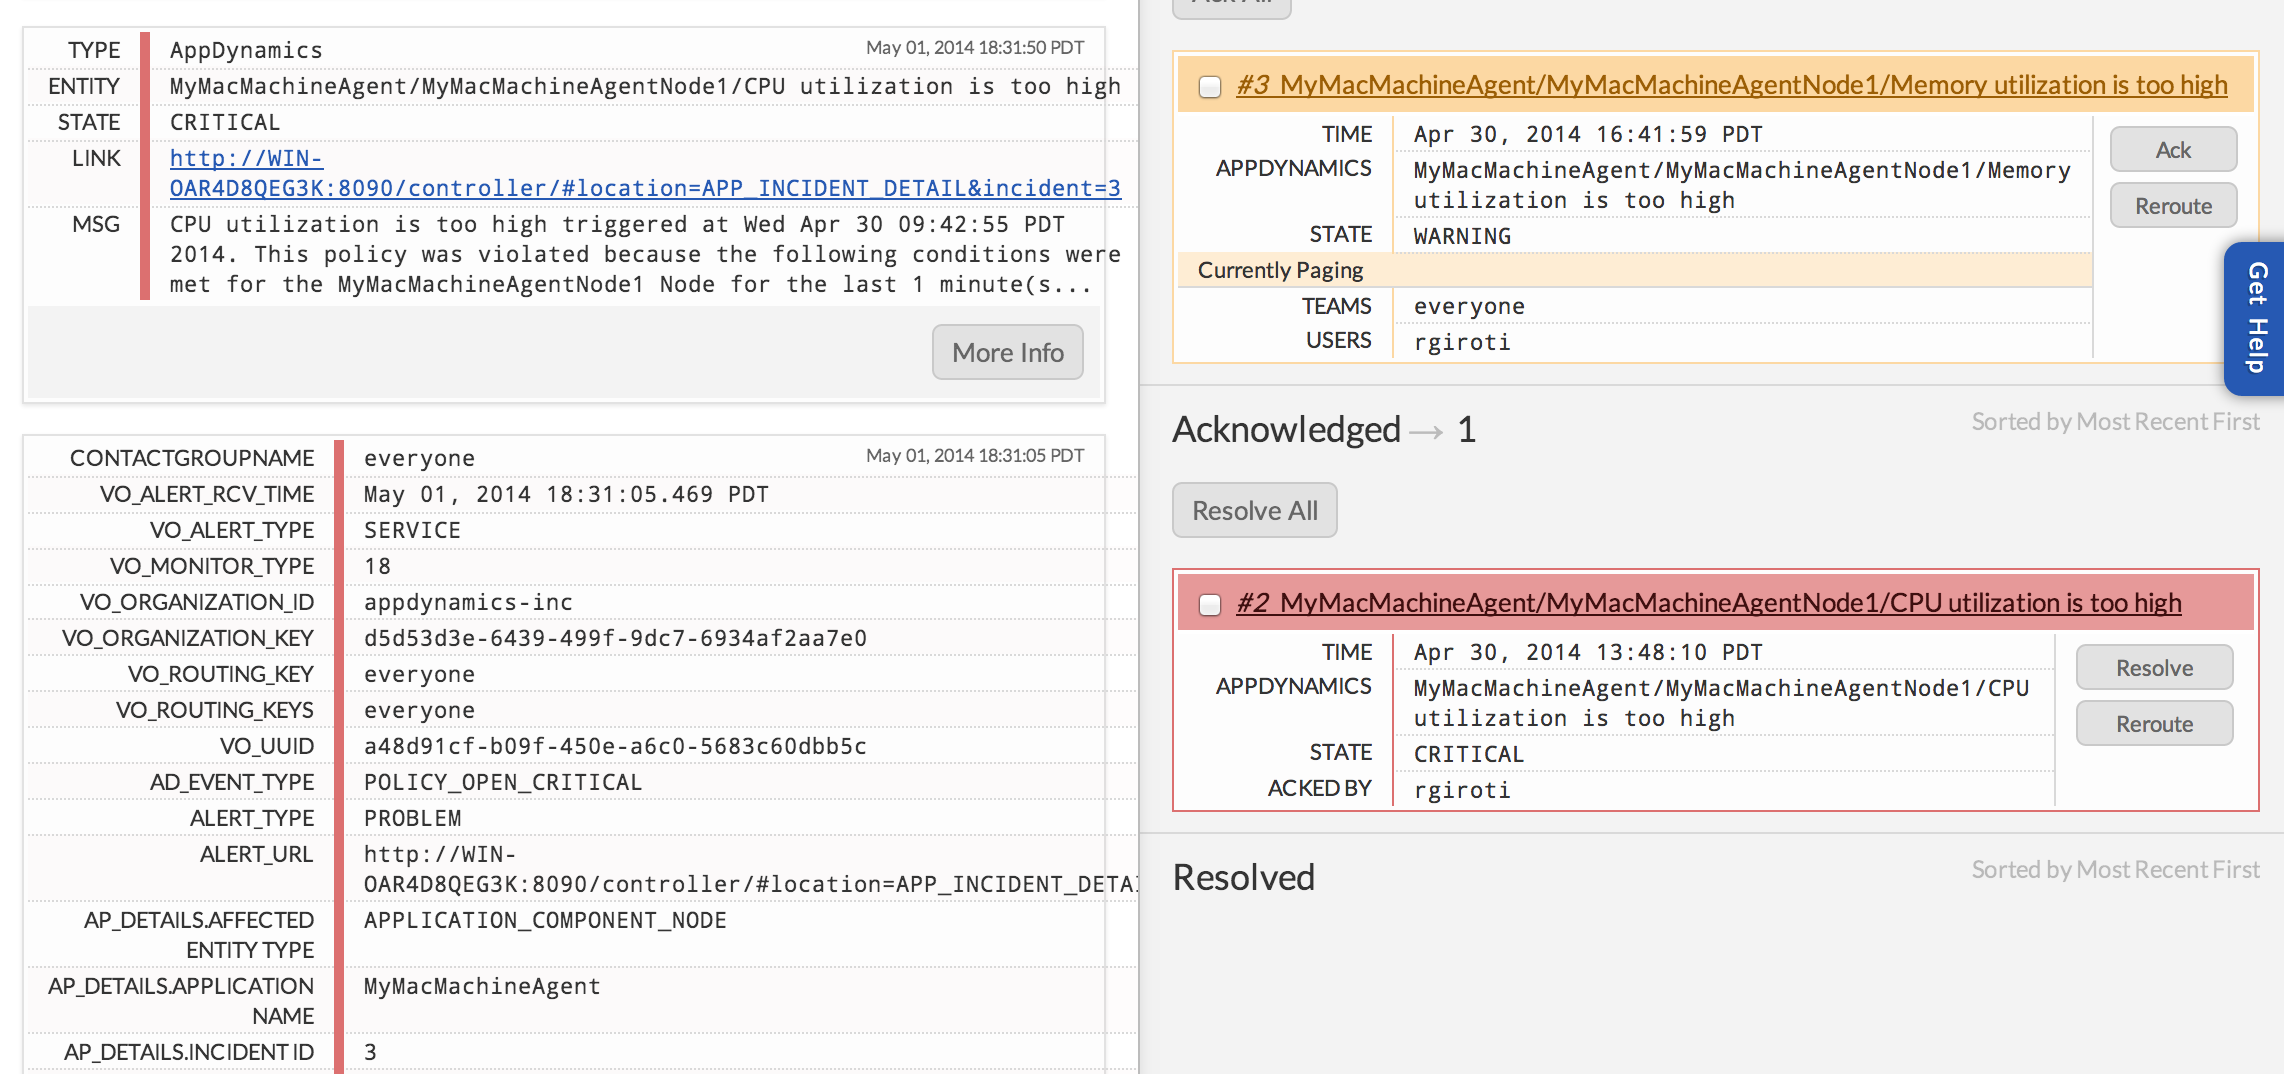 TYPE AppDynamics May 01, 2014 18:31:50 PDT
ENTITY MyMacMachineAgent/MyMacMachineAgentNode1/CPU utilization is too high
STATE CRITICAL
LINK http://WIN-
OAR4D8QEG3K:8090/controller/#location=APP_INCIDENT_DETAIL&incident=3
MSG CPU utilization is too high triggered at Wed Apr 30 09:42:55 PDT
2014. This policy was violated because the following conditions were
met for the MyMacMachineAgentNode1 Node for the last 1 minute(s...
More Info
CONTACTGROUPNAME everyone May 01, 2014 18:31:05 PDT
VO_ALERT_RCV_TIME May 01, 2014 18:31:05.469 PDT
VO_ALERT_TYPE SERVICE
VO_MONITOR_TYPE 18
VO_ORGANIZATION_ID appdynamics-inc
VO_ORGANIZATION_KEY d5d53d3e-6439-499f-9dc7-6934af2aa7e0
VO_ROUTING_KEY everyone
VO_ROUTING_KEYS everyone
VO_UUID a48d91cf-b09f-450e-a6c0-5683c60dbb5c
AD_EVENT_TYPE POLICY_OPEN_CRITICAL
ALERT_TYPE PROBLEM
ALERT_URL http://WIN-
OAR4D8QEG3K:8090/controller/#location=APP_INCIDENT_DETAI
AP_DETAILS.AFFECTED APPLICATION_COMPONENT_NODE
ENTITY TYPE
AP_DETAILS.APPLICATION MyMacMachineAgent
NAME
AP_DETAILS.INCIDENT ID 3
Ack All
#3 MyMacMachineAgent/MyMacMachineAgentNode1/Memory utilization is too high
TIME Apr 30, 2014 16:41:59 PDT
APPDYNAMICS MyMacMachineAgent/MyMacMachineAgentNode1/Memory
utilization is too high
STATE WARNING
Currently Paging
TEAMS everyone
USERS rgiroti
Ack
Reroute
Get Help
Acknowledged → 1
Sorted by Most Recent First
Resolve All
#2 MyMacMachineAgent/MyMacMachineAgentNode1/CPU utilization is too high
TIME Apr 30, 2014 13:48:10 PDT
APPDYNAMICS MyMacMachineAgent/MyMacMachineAgentNode1/CPU
utilization is too high
STATE CRITICAL
ACKED BY rgiroti
Resolve
Reroute
Resolved
Sorted by Most Recent First